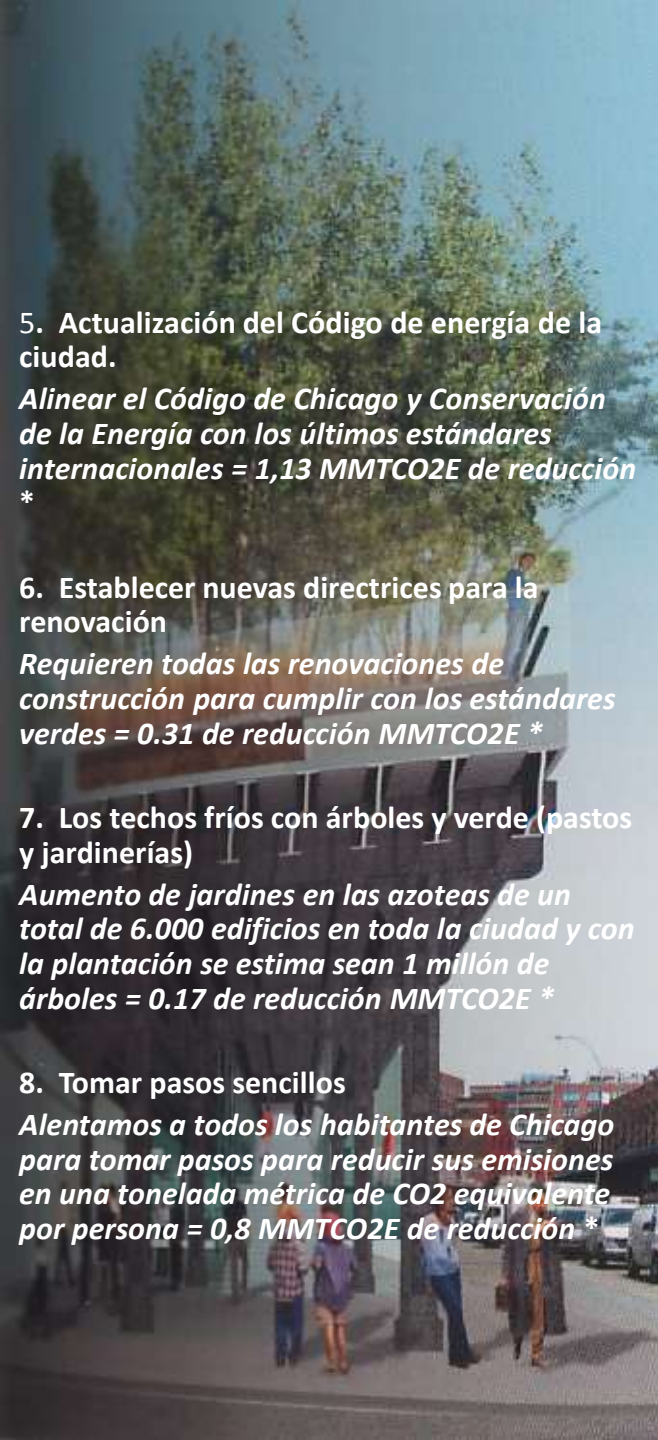 5. Actualización del Código de energía de la
ciudad.
Alinear el Código de Chicago y Conservación
de la Energía con los últimos estándares
internacionales = 1,13 MMTCO2E de reducción
*
6. Establecer nuevas directrices para la
renovación
Requieren todas las renovaciones de
construcción para cumplir con los estándares
verdes = 0.31 de reducción MMTCO2E *
7. Los techos fríos con árboles y verde (pastos
y jardinerías)
Aumento de jardines en las azoteas de un
total de 6.000 edificios en toda la ciudad y con
la plantación se estima sean 1 millón de
árboles = 0.17 de reducción MMTCO2E *
8. Tomar pasos sencillos
Alentamos a todos los habitantes de Chicago
para tomar pasos para reducir sus emisiones
en una tonelada métrica de CO2 equivalente
por persona = 0,8 MMTCO2E de reducción *